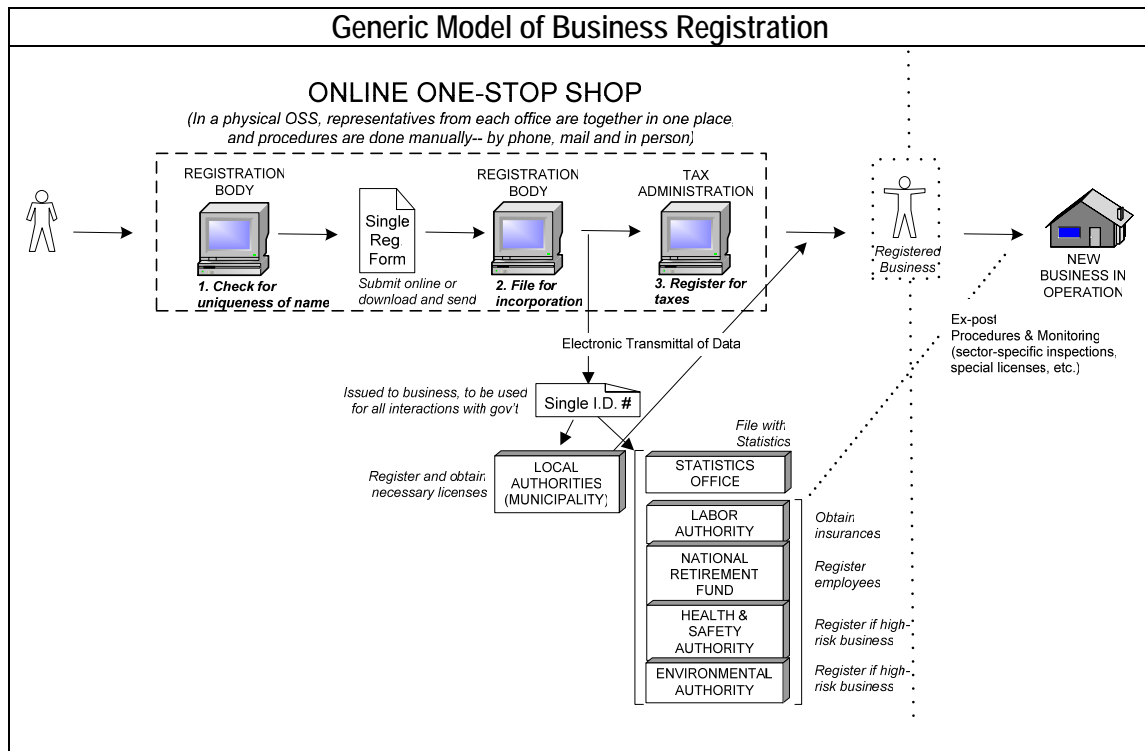 Generic Model of Business Registration
ONLINE ONE-STOP SHOP
(In a physical OSS, representatives from each office are together in one place,
and procedures are done manually-- by phone, mail and in person)
REGISTRATION
BODY
1. Check for
uniqueness of name
Single
Reg.
Form
Submit online or
download and send
REGISTRATION
BODY
2. File for
incorporation
TAX
ADMINISTRATION
3. Register for
taxes
Registered
Business
NEW
BUSINESS IN
OPERATION
Ex-post
Procedures & Monitoring
(sector-specific inspections,
special licenses, etc.)
Electronic Transmittal of Data
Issued to business, to be used
for all interactions with gov't
Single I.D. #
Register and obtain
necessary licenses
LOCAL
AUTHORITIES
(MUNICIPALITY)
File with
Statistics
STATISTICS
OFFICE
LABOR
AUTHORITY
Obtain
insurances
NATIONAL
RETIREMENT
FUND
Register
employees
HEALTH &
SAFETY
AUTHORITY
Register if high-
risk business
ENVIRONMENTAL
AUTHORITY
Register if high-
risk business